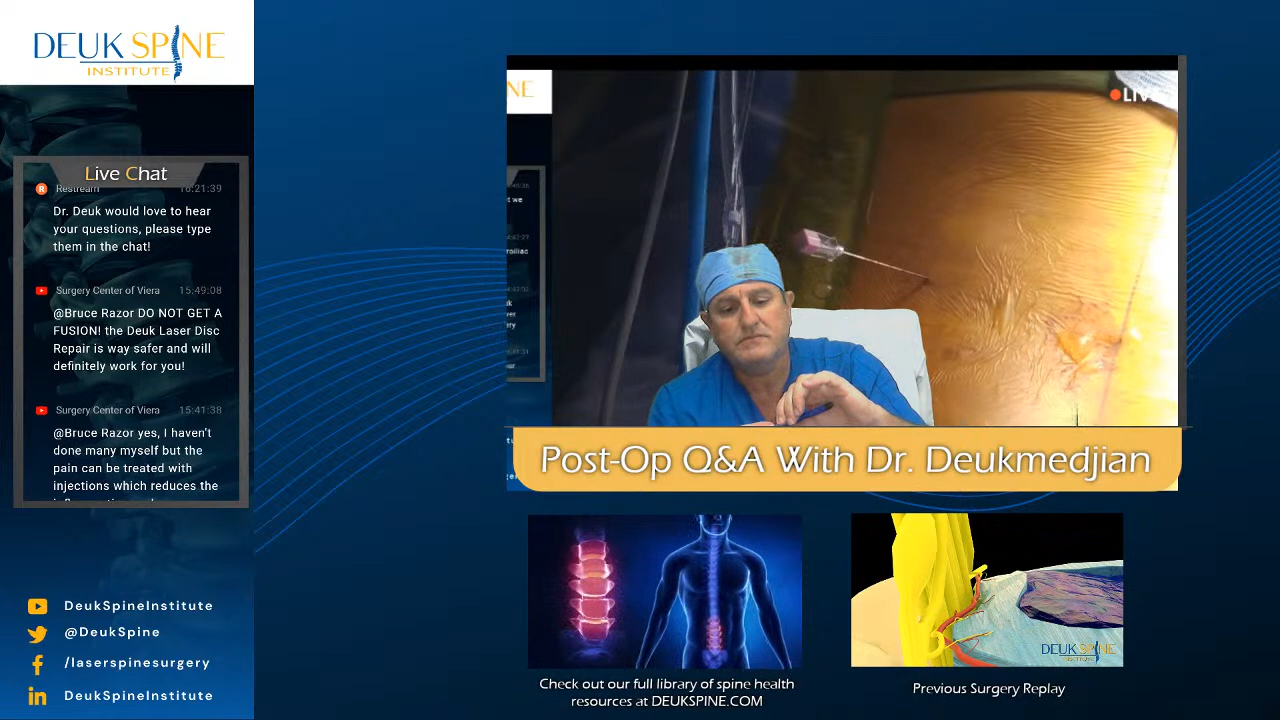 DEUK SPINE
INSTITUTE
Live Chat
Restream 16:21:39
Dr. Deuk would love to hear
your questions, please type
them in the chat!
Surgery Center of Viera 15:49:08
@Bruce Razor DO NOT GET A
FUSION! the Deuk Laser Disc
Repair is way safer and will
definitely work for you!
Surgery Center of Viera 15:41:38
@Bruce Razor yes, I haven't
done many myself but the
pain can be treated with
injections which reduces the
DeukSpineInstitute
@DeukSpine
/laserspinesurgery
DeukSpineInstitute
NE
LIV
Post-Op Q&A With Dr. Deukmedjian
DEUK SPINE
Check out our full library of spine health
resources at DEUKSPINE.COM
Previous Surgery Replay